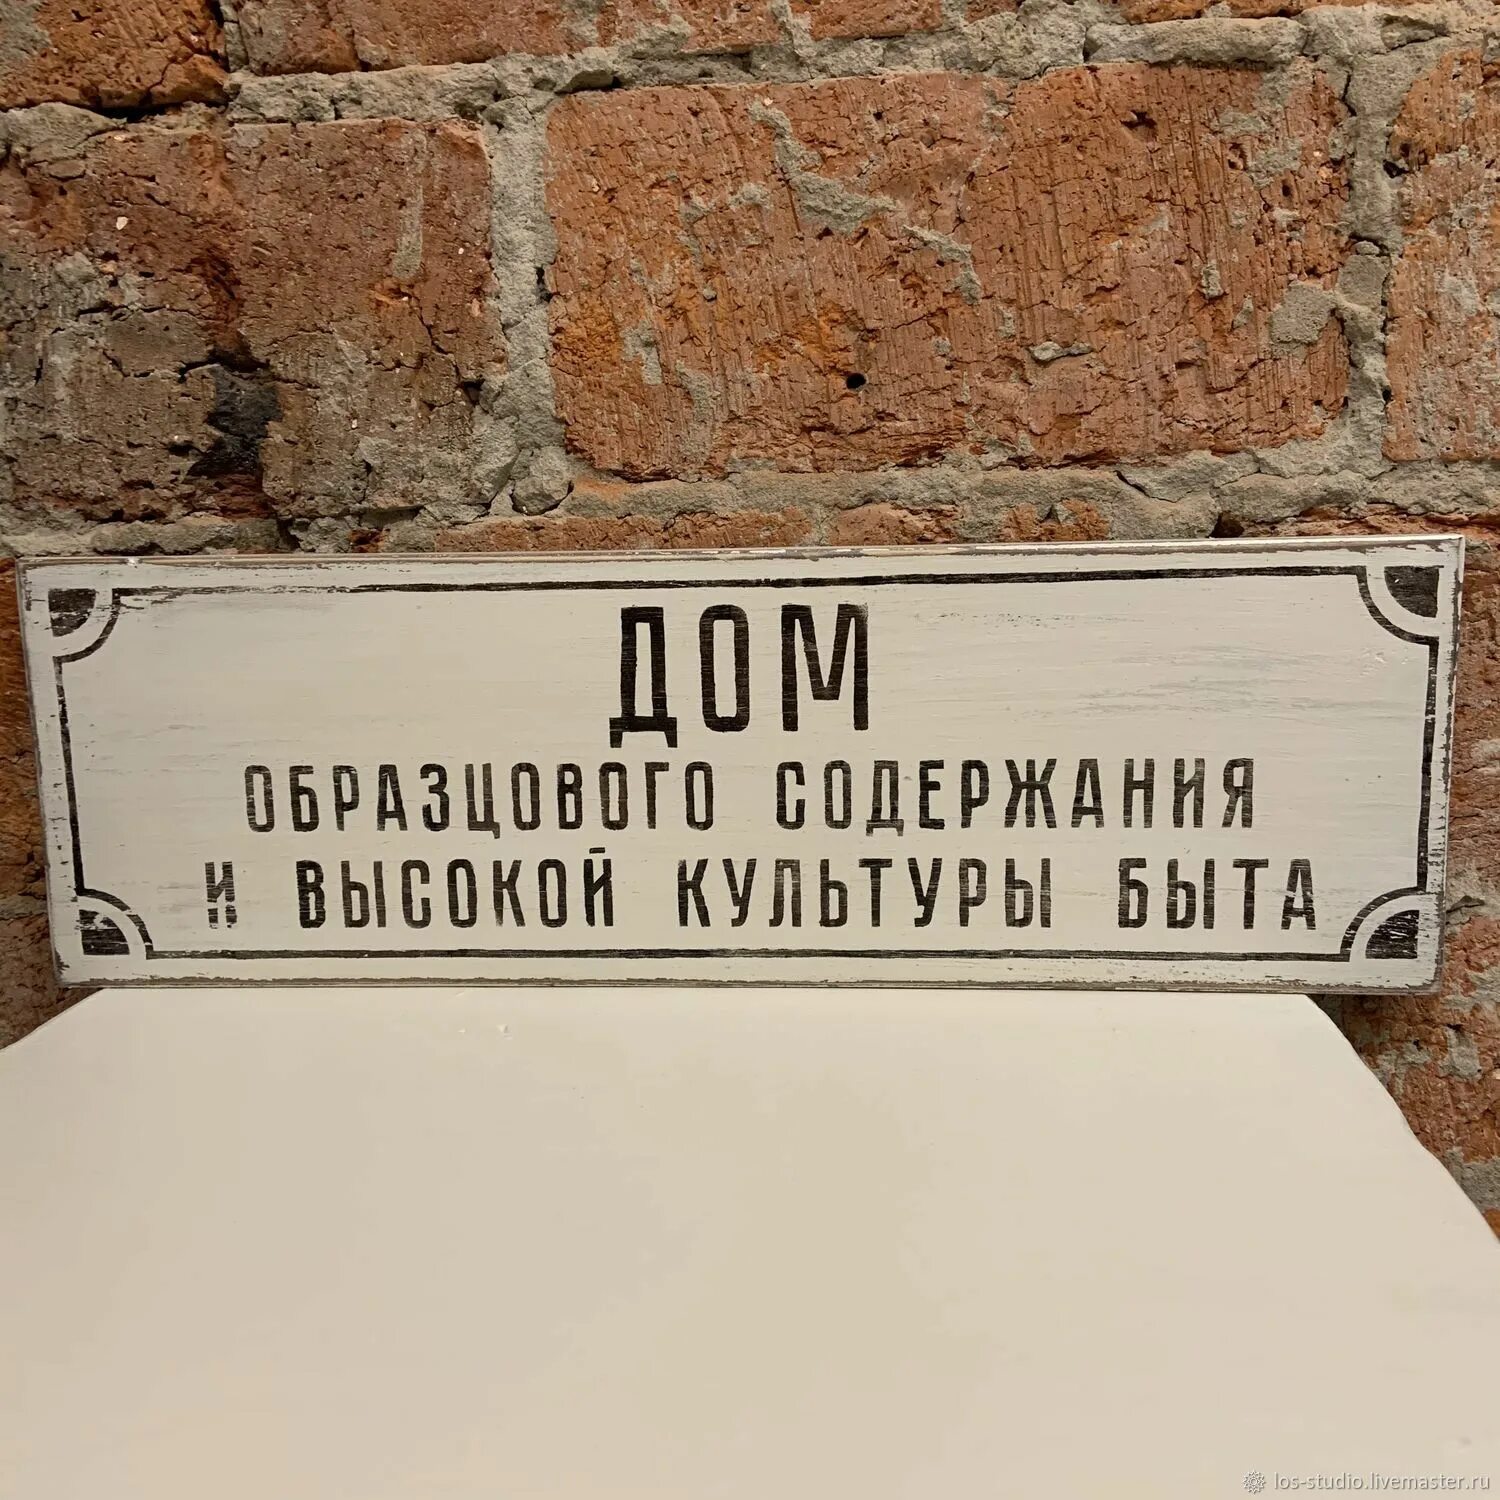 ДОМ
ОБРАЗЦОВОГО СОДЕРЖАНИЯ
И ВЫСОКОЙ КУЛЬТУРЫ БЫТА
los-studio.livemaster.ru